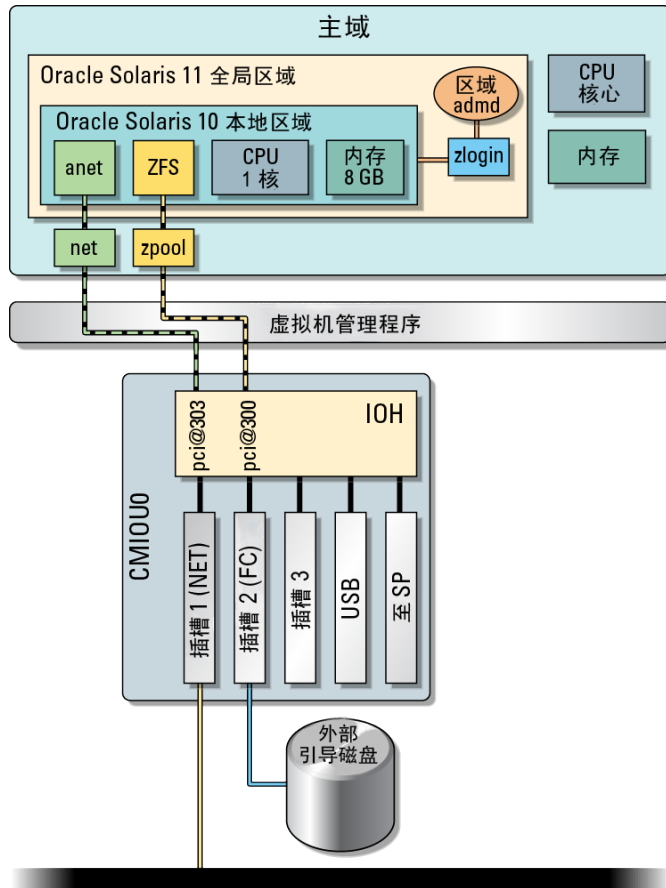 主域
Oracle Solaris 11 全局区域
区域
admd
CPU
核心
Oracle Solaris 10 本地区域
anet
ZFS
CPU
1 核
内存
8 GB
zlogin
内存
net
zpool
虚拟机管理程序
pci@303
pci@300
IOH
CMIOU0
插槽 1 (NET)
插槽 2 (FC)
插槽 3
USB
至 SP
外部
引导磁盘